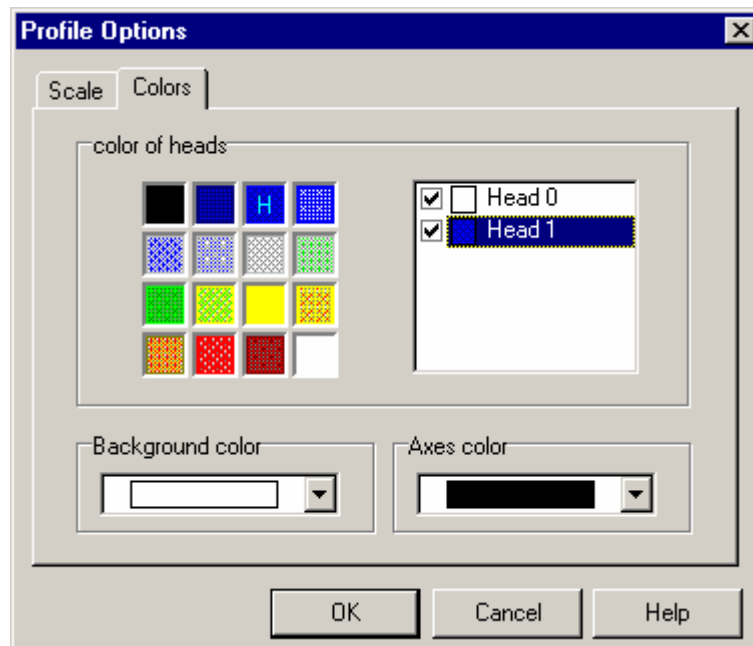 Profile Options
Scale
Colors
color of heads
H
Head 0
Head 1
Background color
Axes color
OK
Cancel
Help